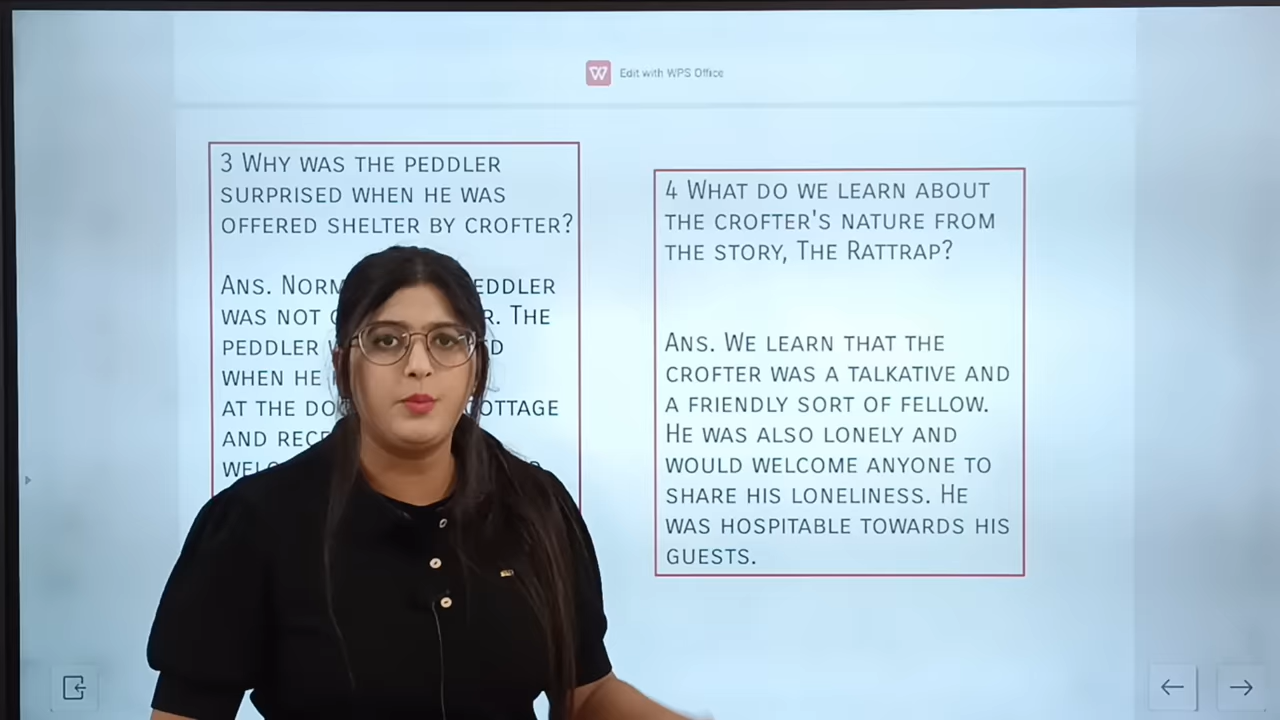 Edit with WPS Office
3 Why was the peddler
surprised when he was
offered shelter by crofter?
Ans. eddler
was not . The
peddler
when he
at the cottage
and
4 What do we learn about
the crofter's nature from
the story, The Rattrap?
Ans. We learn that the
crofter was a talkative and
a friendly sort of fellow.
He was also lonely and
would welcome anyone to
share his loneliness. He
was hospitable towards his
guests.